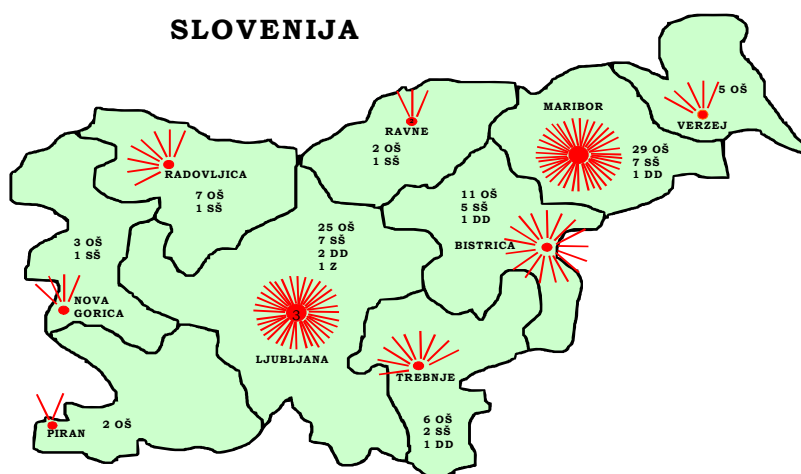 SLOVENIJA
MARIBOR
29 OŠ
7 SŠ
1 DD
5 OŠ
VERZEJ
RAVNE
2 OŠ
1 SŠ
RADOVLJICA
7 OŠ
1 SŠ
11 OŠ
5 SŠ
1 DD
BISTRICA
3 OŠ
1 SŠ
NOVA
GORICA
25 OŠ
7 SŠ
2 DD
1 Z
3
LJUBLJANA
TREBNJE
6 OŠ
2 SŠ
1 DD
PIRAN
2 OŠ